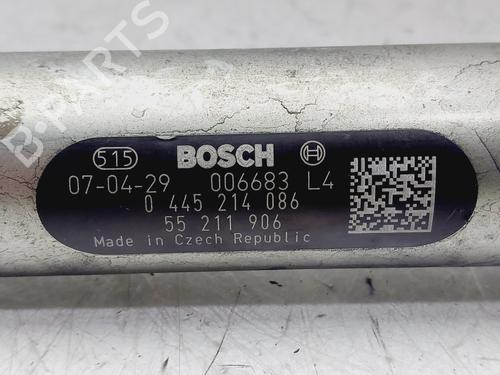 B-PARTS
515 BOSCH
07-04-29 006683 L4
0 445 214 086
55 211 906
Made in Czech Republic